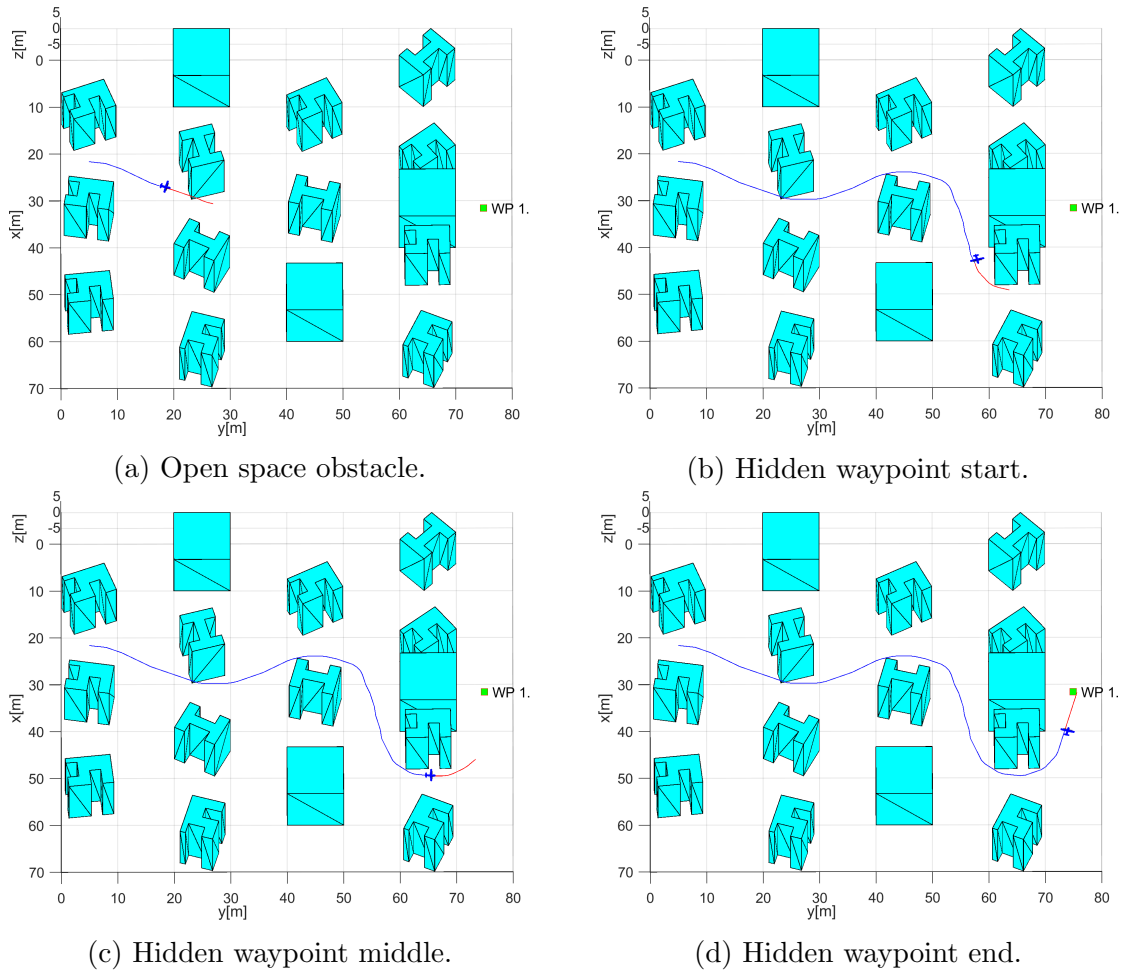 5
0
-5
z[m]
0
10
20
30
40
50
60
70
x[m]
0 10 20 30 40 50 60 70 80
y[m]
WP 1.
(a) Open space obstacle.
5
0
-5
z[m]
0
10
20
30
40
50
60
70
x[m]
0 10 20 30 40 50 60 70 80
y[m]
WP 1.
(b) Hidden waypoint start.
5
0
-5
z[m]
0
10
20
30
40
50
60
70
x[m]
0 10 20 30 40 50 60 70 80
y[m]
WP 1.
(c) Hidden waypoint middle.
5
0
-5
z[m]
0
10
20
30
40
50
60
70
x[m]
0 10 20 30 40 50 60 70 80
y[m]
WP 1.
(d) Hidden waypoint end.